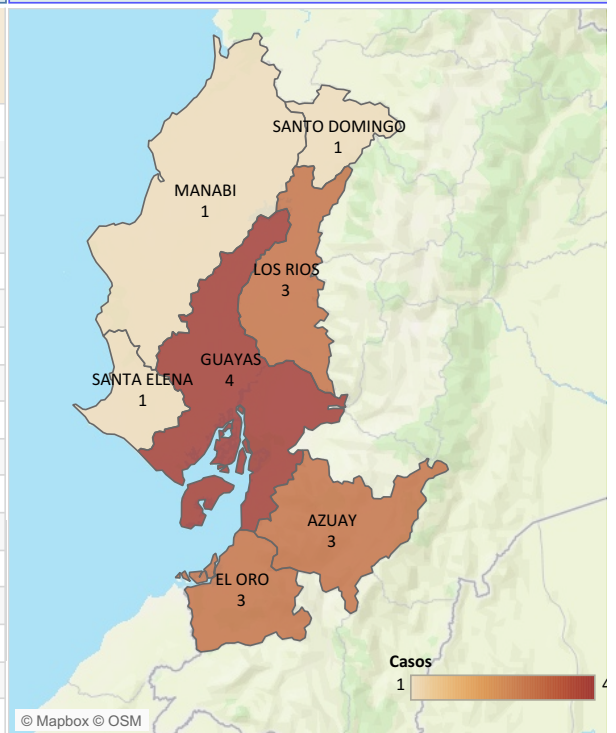 SANTO DOMINGO
1
MANABI
1
LOS RIOS
3
GUAYAS
4
SANTA ELENA
1
AZUAY
3
EL ORO
3
Casos
1 4
© Mapbox © OSM